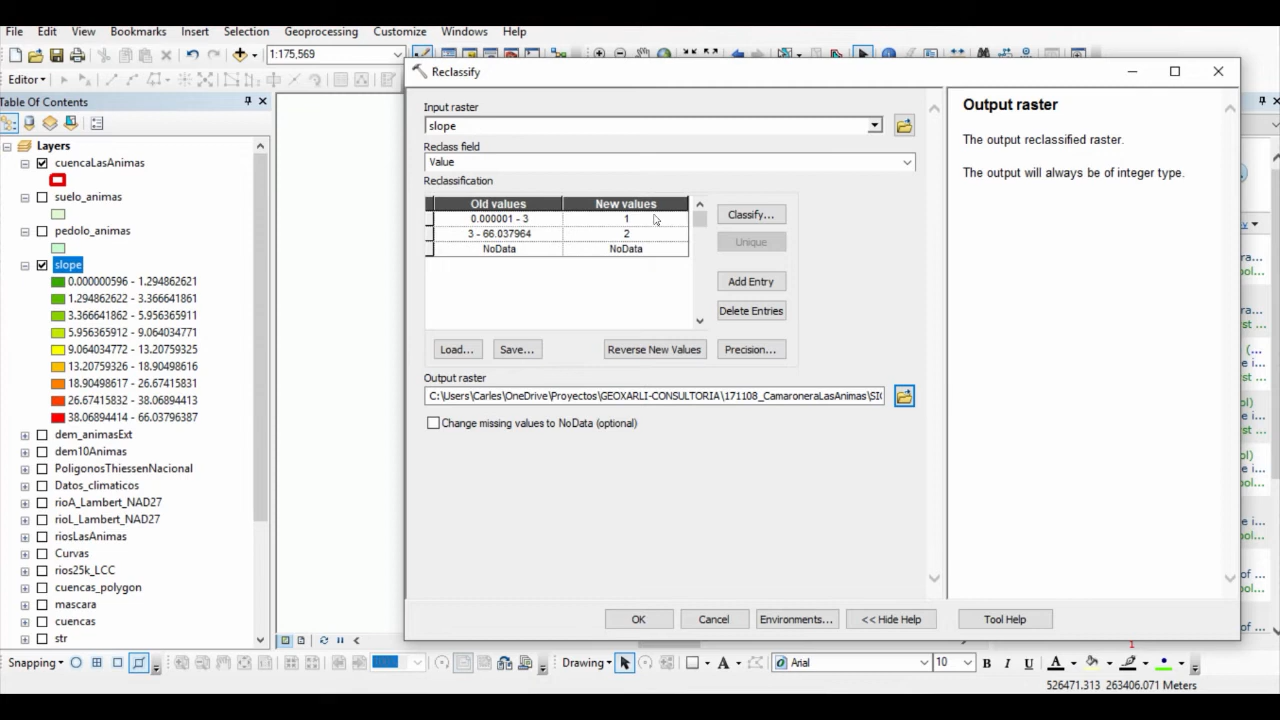 File Edit View Bookmarks Insert Selection Geoprocessing Customize Windows Help
1:175,569
Editor
Table Of Contents
Layers
cuencaLasAnimas
suelo_animas
pedolo_animas
slope
0.000000596 - 1.294862621
1.294862622 - 3.366641861
3.366641862 - 5.956365911
5.956365912 - 9.064034771
9.064034772 - 13.20759325
13.20759326 - 18.90498616
18.90498617 - 26.67415831
26.67415832 - 38.06894413
38.06894414 - 66.03796387
dem_animasExt
dem10Animas
PoligonosThiessenNacional
Datos_climaticos
rioA_Lambert_NAD27
rioL_Lambert_NAD27
riosLasAnimas
Curvas
rios25k_LCC
cuencas_polygon
mascara
cuencas
str
Reclassify
Input raster
slope
Reclass field
Value
Reclassification
Old values New values
0.000001 - 3 1
3 - 66.037964 2
NoData NoData
Classify...
Unique
Add Entry
Delete Entries
Load... Save... Reverse New Values Precision...
Output raster
C:\Users\Carles\OneDrive\Proyectos\GEOXARLI-CONSULTORIA\171108_CamaroneraLasAnimas\SIG
Change missing values to NoData (optional)
OK Cancel Environments... << Hide Help Tool Help
Output raster
The output reclassified raster.
The output will always be of integer type.
Snapping Drawing Arial 10 B I U A
526471.313 263406.071 Meters